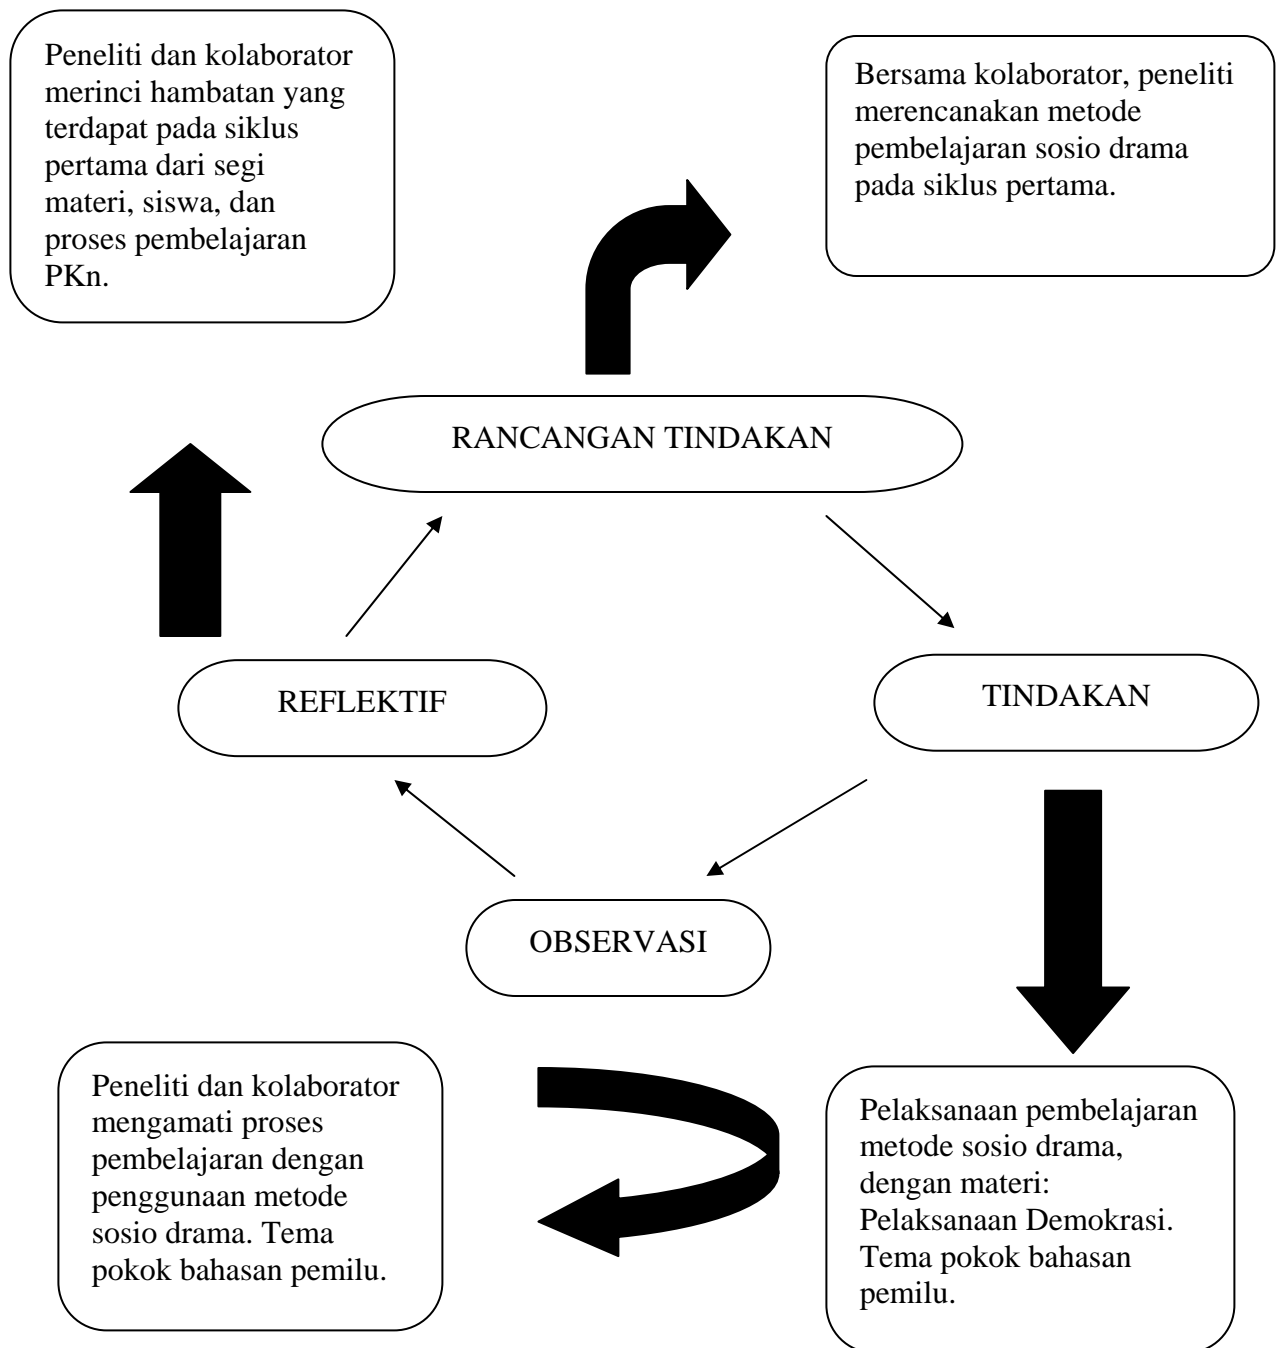 Peneliti dan kolaborator
merinci hambatan yang
terdapat pada siklus
pertama dari segi
materi, siswa, dan
proses pembelajaran
PKn.
Bersama kolaborator, peneliti
merencanakan metode
pembelajaran sosio drama
pada siklus pertama.
RANCANGAN TINDAKAN
REFLEKTIF
TINDAKAN
OBSERVASI
Peneliti dan kolaborator
mengamati proses
pembelajaran dengan
penggunaan metode
sosio drama. Tema
pokok bahasan pemilu.
Pelaksanaan pembelajaran
metode sosio drama,
dengan materi:
Pelaksanaan Demokrasi.
Tema pokok bahasan
pemilu.